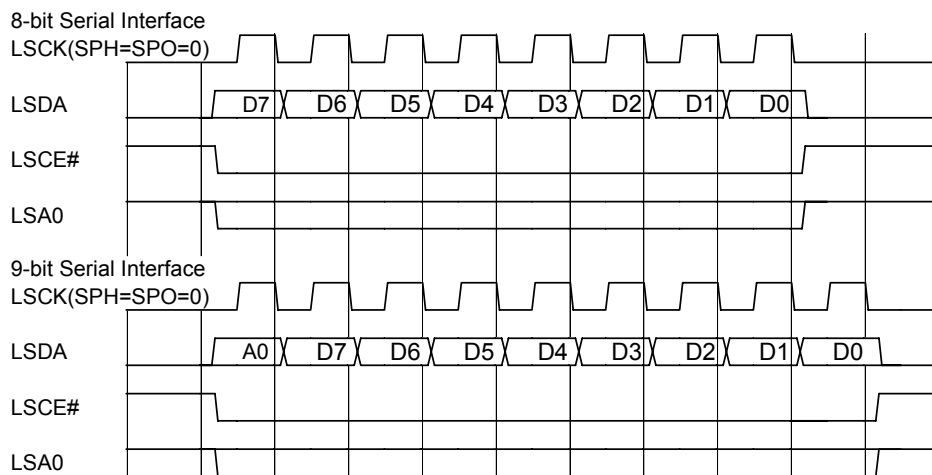 8-bit Serial Interface
LSCK(SPH=SPO=0)
LSDA D7 D6 D5 D4 D3 D2 D1 D0
LSCE#
LSA0
9-bit Serial Interface
LSCK(SPH=SPO=0)
LSDA A0 D7 D6 D5 D4 D3 D2 D1 D0
LSCE#
LSA0